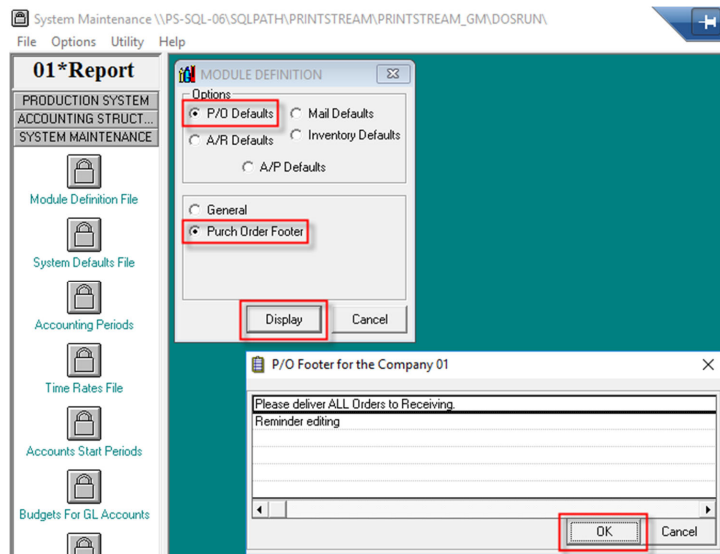 System Maintenance \\PS-SQL-06\SQLPATH\PRINTSTREAM\PRINTSTREAM_GM\DOSRUN\
File Options Utility Help
01*Report
PRODUCTION SYSTEM
ACCOUNTING STRUCT...
SYSTEM MAINTENANCE
Module Definition File
System Defaults File
Accounting Periods
Time Rates File
Accounts Start Periods
Budgets For GL Accounts
MODULE DEFINITION
Options
P/O Defaults Mail Defaults
A/R Defaults Inventory Defaults
A/P Defaults
General
Purch Order Footer
Display Cancel
P/O Footer for the Company 01
Please deliver ALL Orders to Receiving.
Reminder editing
OK Cancel